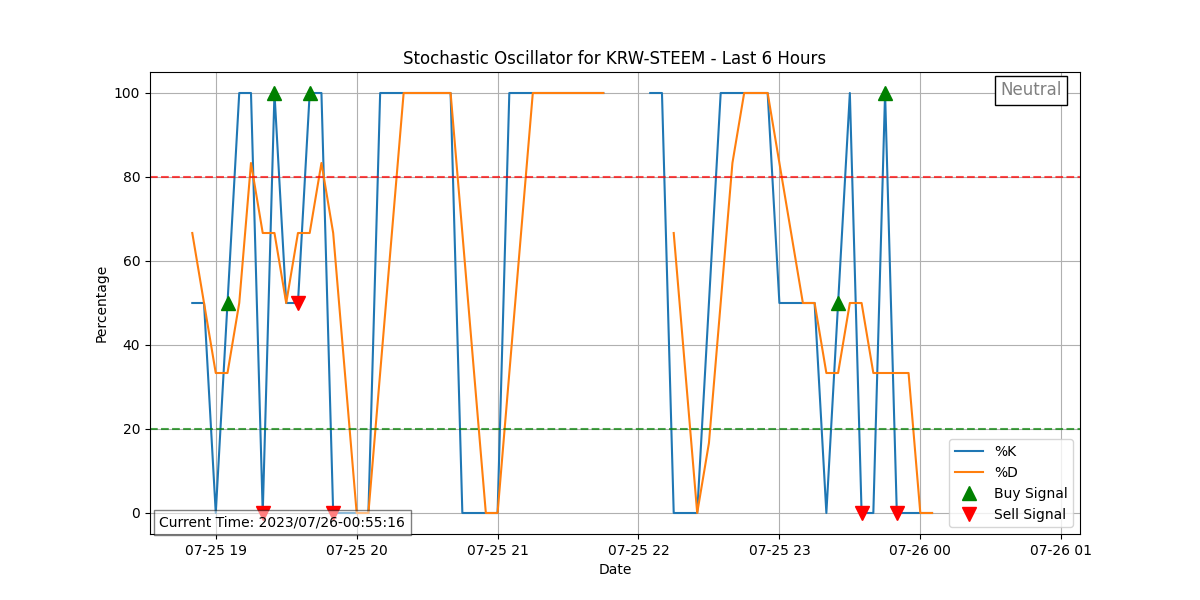 Stochastic Oscillator for KRW-STEEM - Last 6 Hours
Neutral
100
80
60
40
20
0
Percentage
%K
%D
Buy Signal
Sell Signal
Current Time: 2023/07/26-00:55:16
07-25 19
07-25 20
07-25 21
07-25 22
07-25 23
07-26 00
07-26 01
Date